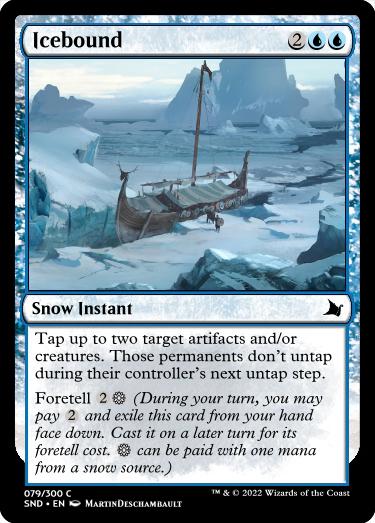 Icebound 2
Snow Instant
Tap up to two target artifacts and/or
creatures. Those permanents don't untap
during their controller's next untap step.
Foretell 2 (During your turn, you may
pay 2 and exile this card from your hand
face down. Cast it on a later turn for its
foretell cost. can be paid with one mana
from a snow source.)
079/300 C
SND • EN MartinDeschambault
™ & © 2022 Wizards of the Coast